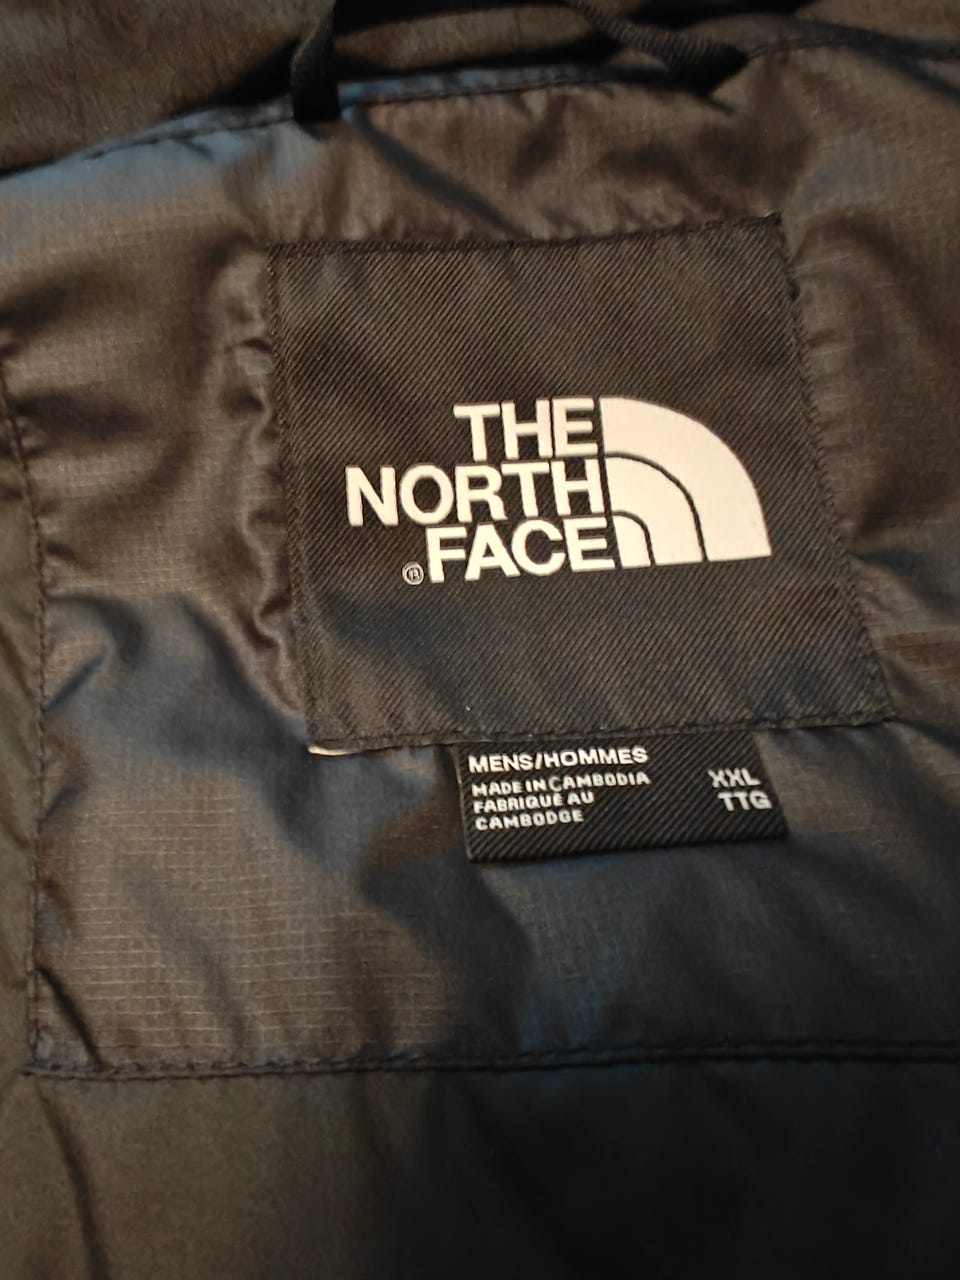 THE
NORTH
FACE
®
MENS/HOMMES
MADE IN CAMBODIA
FABRIQUÉ AU
CAMBODGE
XXL
TTG